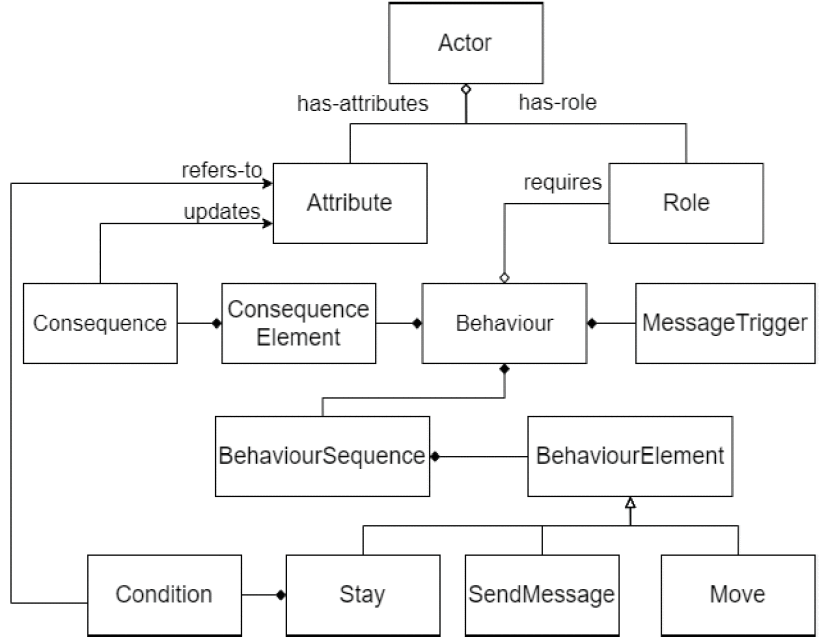 Actor
has-attributes
has-role
refers-to
Attribute
requires
Role
updates
Consequence
Consequence
Element
Behaviour
MessageTrigger
BehaviourSequence
BehaviourElement
Condition
Stay
SendMessage
Move